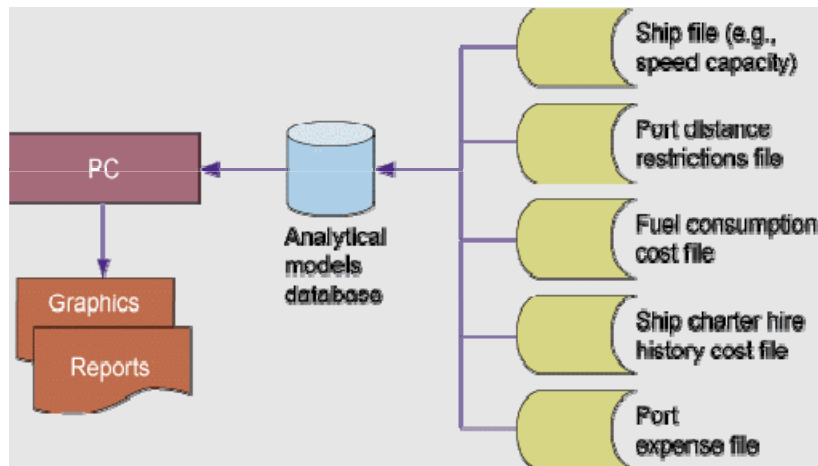 Ship file (e.g.,
speed capacity)
Port distance
restrictions file
PC
Analytical
models
database
Fuel consumption
cost file
Graphics
Reports
Ship charter hire
history cost file
Port
expense file